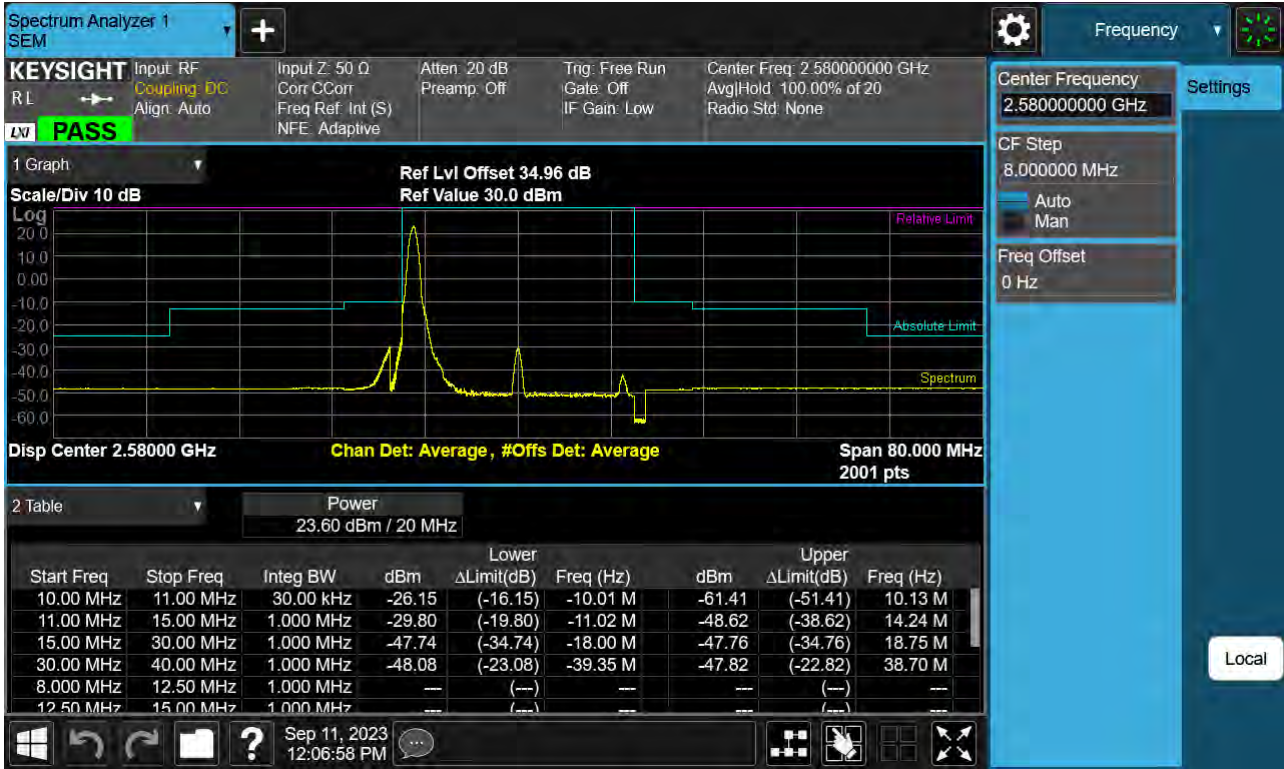 Spectrum Analyzer 1
SEM
Frequency
KEYSIGHT
R L
LXI PASS
Input: RF
Coupling: DC
Align: Auto
Input Z: 50 Ω
Corr CCorr
Freq Ref: Int (S)
NFE: Adaptive
Atten: 20 dB
Preamp: Off
Trig: Free Run
Gate: Off
IF Gain: Low
Center Freq: 2.580000000 GHz
Avg|Hold: 100.00% of 20
Radio Std: None
Center Frequency
2.580000000 GHz
Settings
CF Step
8.000000 MHz
Auto
Man
Freq Offset
0 Hz
1 Graph
Scale/Div 10 dB
Ref Lvl Offset 34.96 dB
Ref Value 30.0 dBm
Log
20.0
10.0
0.00
-10.0
-20.0
-30.0
-40.0
-50.0
-60.0
Relative Limit
Absolute Limit
Spectrum
Disp Center 2.58000 GHz
Chan Det: Average, #Offs Det: Average
Span 80.000 MHz
2001 pts
2 Table
Power
23.60 dBm / 20 MHz
Lower Upper
Start Freq Stop Freq Integ BW dBm ΔLimit(dB) Freq (Hz) dBm ΔLimit(dB) Freq (Hz)
10.00 MHz 11.00 MHz 30.00 kHz -26.15 (-16.15) -10.01 M -61.41 (-51.41) 10.13 M
11.00 MHz 15.00 MHz 1.000 MHz -29.80 (-19.80) -11.02 M -48.62 (-38.62) 14.24 M
15.00 MHz 30.00 MHz 1.000 MHz -47.74 (-34.74) -18.00 M -47.76 (-34.76) 18.75 M
30.00 MHz 40.00 MHz 1.000 MHz -48.08 (-23.08) -39.35 M -47.82 (-22.82) 38.70 M
8.000 MHz 12.50 MHz 1.000 MHz --- (---) --- --- (---) ---
12.50 MHz 15.00 MHz 1.000 MHz --- (---) --- --- (---) ---
Local
?
Sep 11, 2023
12:06:58 PM